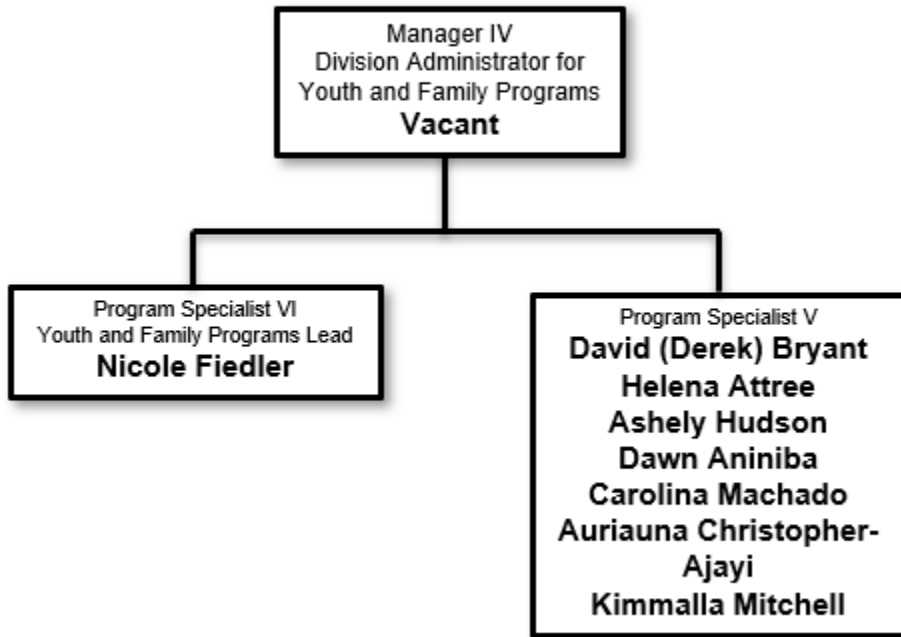 Manager IV
Division Administrator for
Youth and Family Programs
Vacant
Program Specialist VI
Youth and Family Programs Lead
Nicole Fiedler
Program Specialist V
David (Derek) Bryant
Helena Attree
Ashely Hudson
Dawn Aniniba
Carolina Machado
Auriauna Christopher-
Ajayi
Kimmalla Mitchell